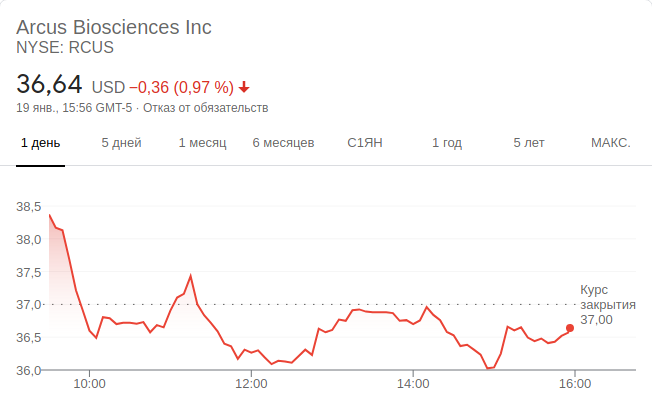 Arcus Biosciences Inc
NYSE: RCUS
36,64 USD −0,36 (0,97 %)
19 янв., 15:56 GMT-5 · Отказ от обязательств
1 день 5 дней 1 месяц 6 месяцев С1ЯН 1 год 5 лет МАКС.
38,5
38,0
37,5
37,0
36,5
36,0
Курс
закрытия
37,00
10:00 12:00 14:00 16:00